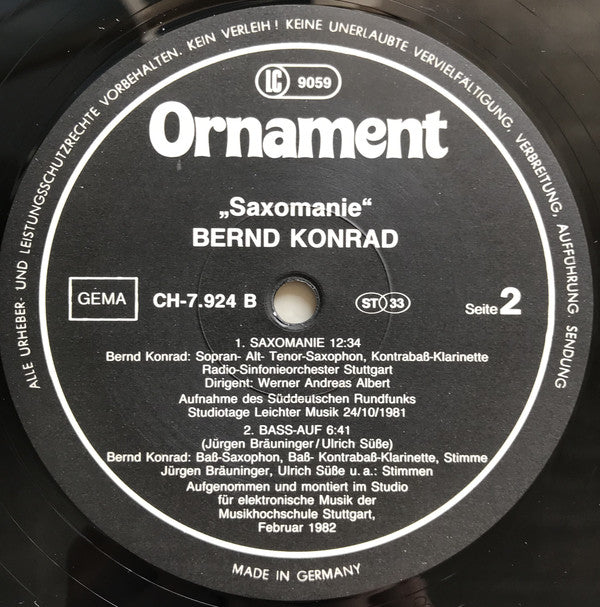 ALLE URHEBER- UND LEISTUNGSSCHUTZRECHTE VORBEHALTEN. KEIN VERLEIH! KEINE UNERLAUBTE VERVIELFÄLTIGUNG, VERBREITUNG, AUFFÜHRUNG, SENDUNG
LC 9059
Ornament
„Saxomanie“
BERND KONRAD
GEMA CH-7.924 B ST 33 Seite 2
1. SAXOMANIE 12:34
Bernd Konrad: Sopran- Alt- Tenor-Saxophon, Kontrabaß-Klarinette
Radio-Sinfonieorchester Stuttgart
Dirigent: Werner Andreas Albert
Aufnahme des Süddeutschen Rundfunks
Studiotage Leichter Musik 24/10/1981
2. BASS-AUF 6:41
(Jürgen Bräuninger/Ulrich Süße)
Bernd Konrad: Baß-Saxophon, Baß- Kontrabaß-Klarinette, Stimme
Jürgen Bräuninger, Ulrich Süße u.a.: Stimmen
Aufgenommen und montiert im Studio
für elektronische Musik der
Musikhochschule Stuttgart,
Februar 1982
MADE IN GERMANY